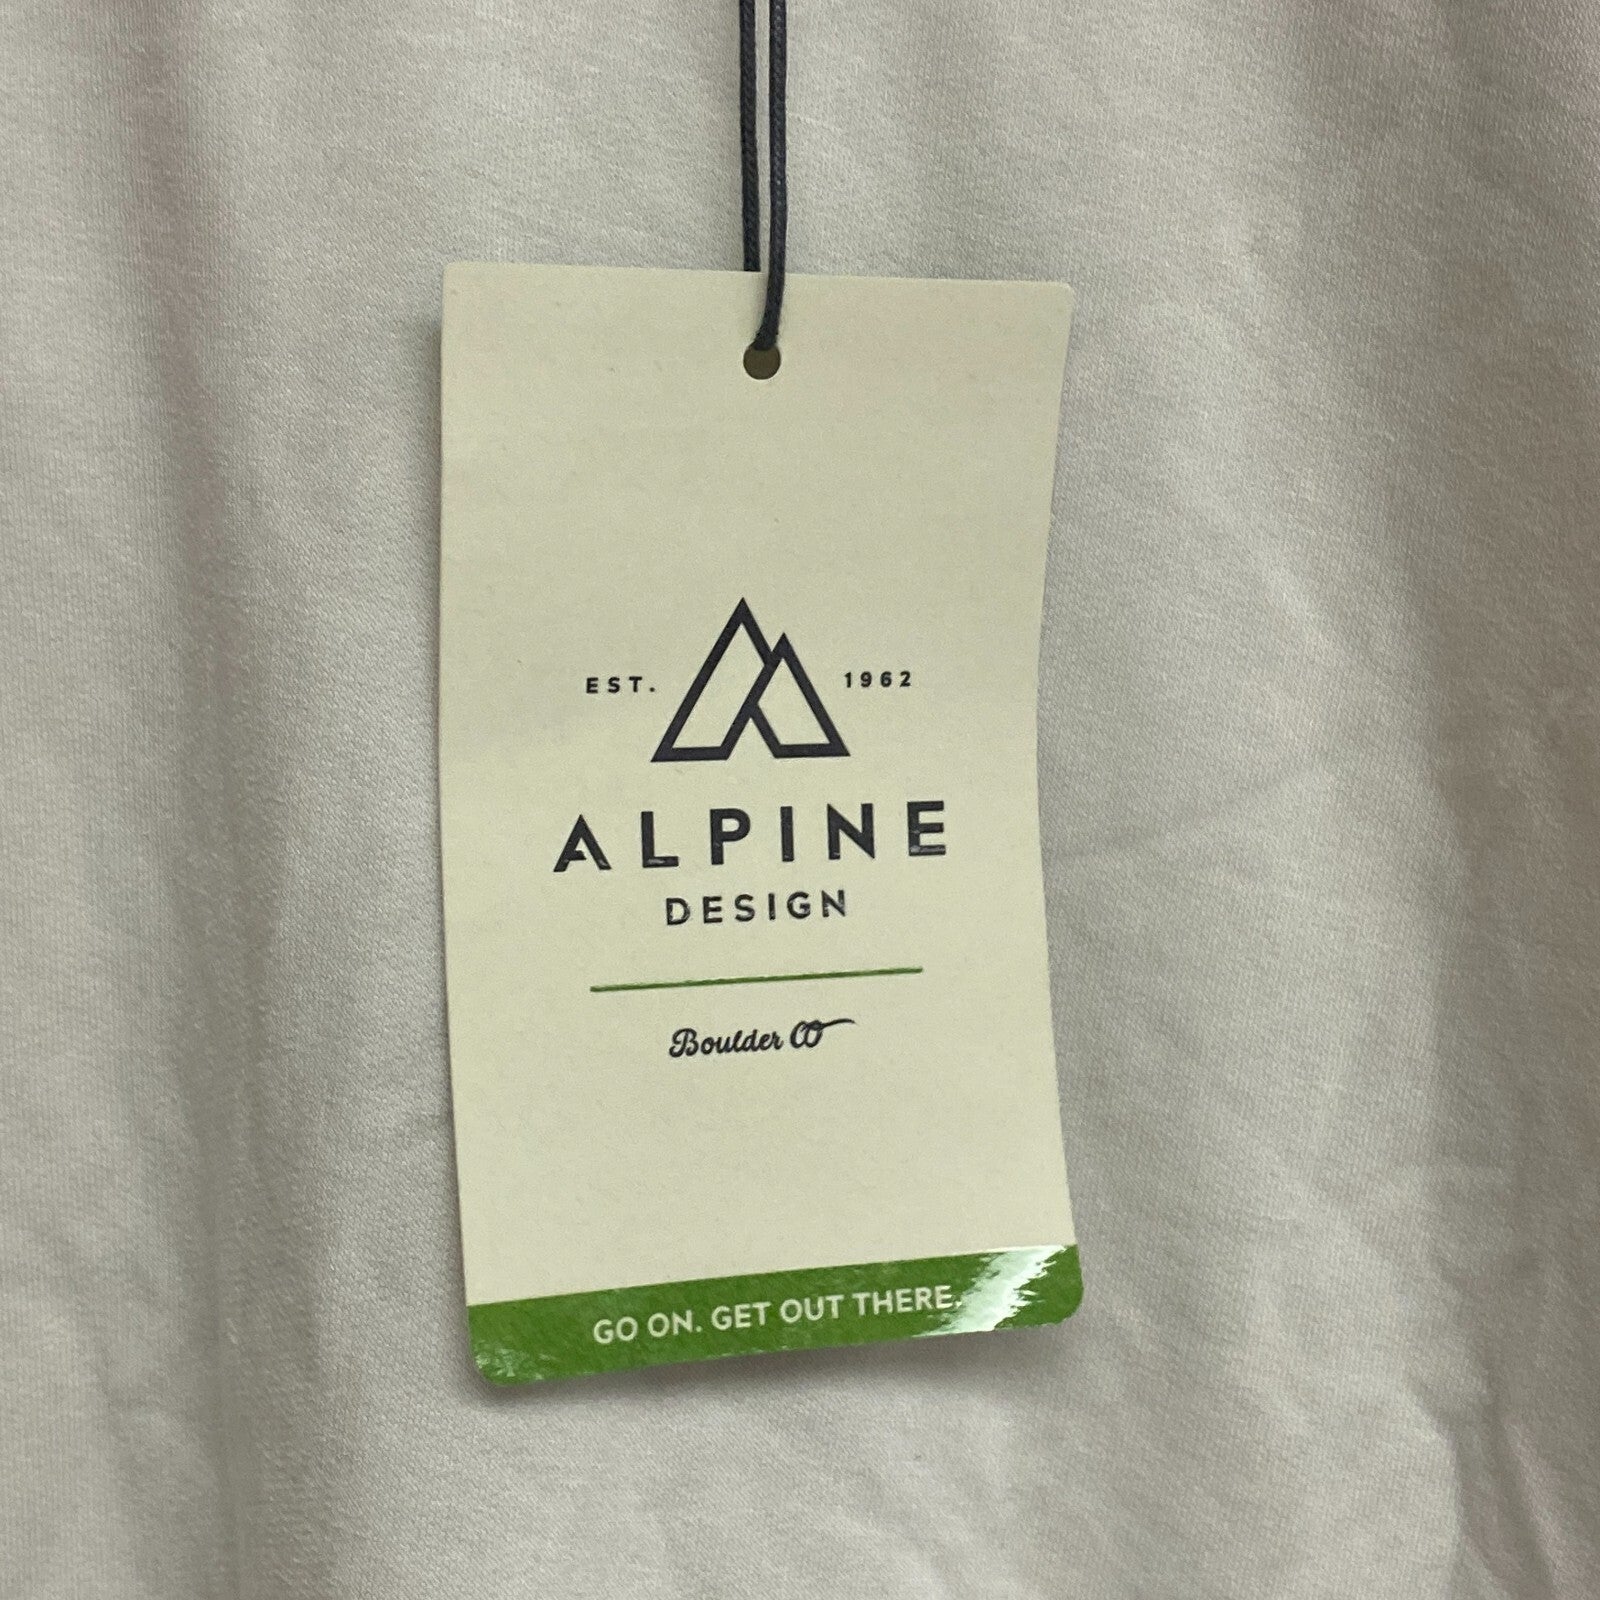 EST. 1962
ALPINE
DESIGN
Boulder CO
GO ON. GET OUT THERE.